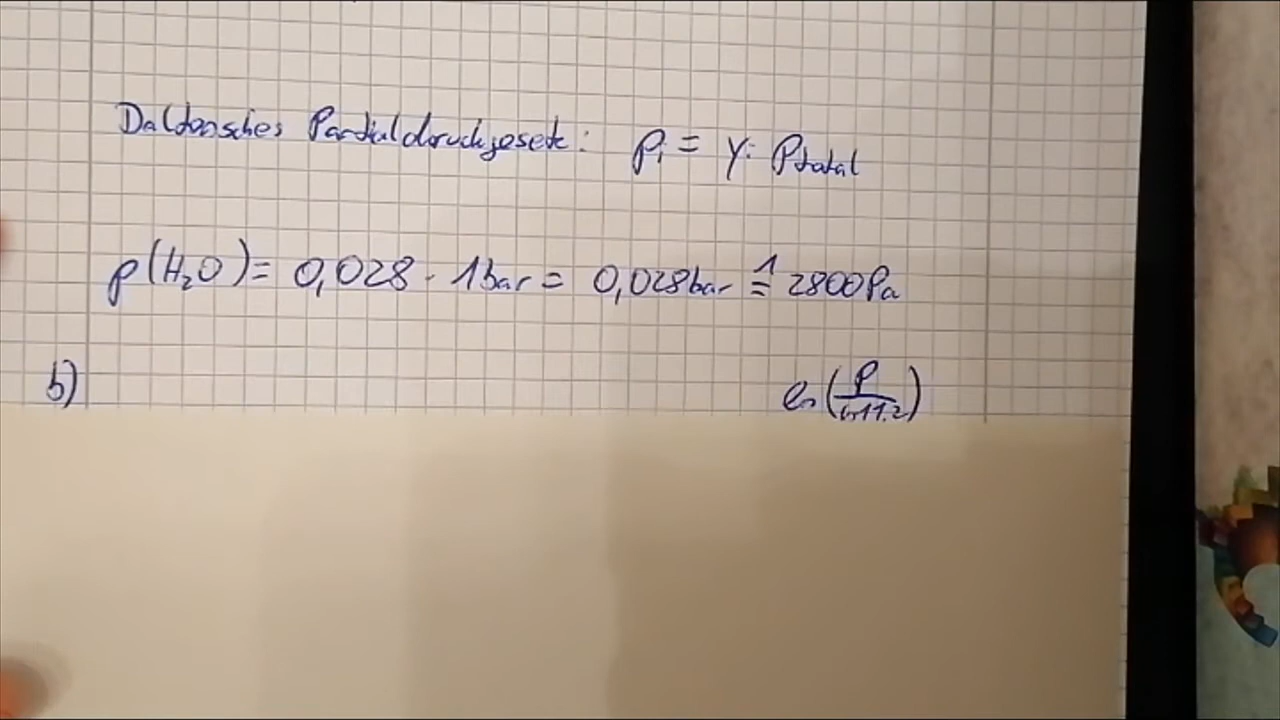 Daltonsches Partialdruckgesetz: pi = yi Ptotal
p(H₂O) = 0,028 · 1bar = 0,028bar ≙ 2800Pa
b) ln(p/611,2)